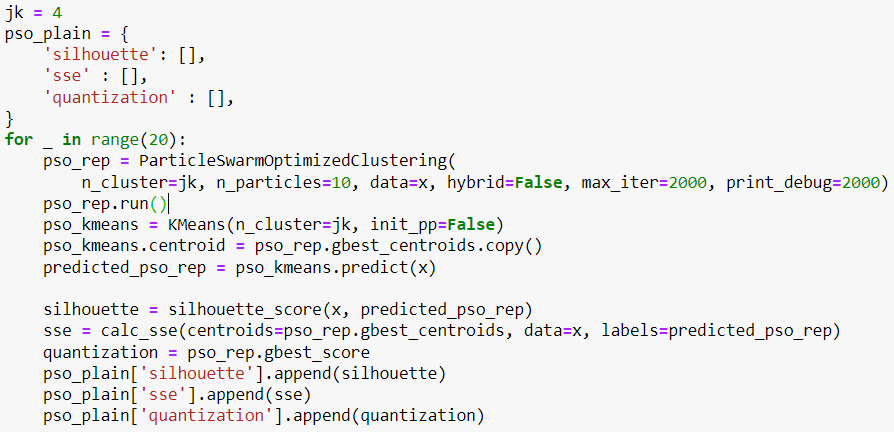 jk = 4
pso_plain = {
    'silhouette': [],
    'sse' : [],
    'quantization' : [],
}
for _ in range(20):
    pso_rep = ParticleSwarmOptimizedClustering(
        n_cluster=jk, n_particles=10, data=x, hybrid=False, max_iter=2000, print_debug=2000)
    pso_rep.run()
    pso_kmeans = KMeans(n_cluster=jk, init_pp=False)
    pso_kmeans.centroid = pso_rep.gbest_centroids.copy()
    predicted_pso_rep = pso_kmeans.predict(x)

    silhouette = silhouette_score(x, predicted_pso_rep)
    sse = calc_sse(centroids=pso_rep.gbest_centroids, data=x, labels=predicted_pso_rep)
    quantization = pso_rep.gbest_score
    pso_plain['silhouette'].append(silhouette)
    pso_plain['sse'].append(sse)
    pso_plain['quantization'].append(quantization)